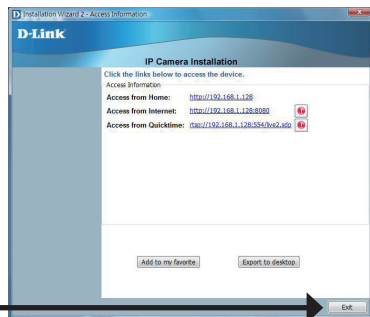 Installation Wizard 2 - Access Information
D-Link
IP Camera Installation
Click the links below to access the device.
Access Information
Access from Home: http://192.168.1.128
Access from Internet: http://192.168.1.128:8080
Access from Quicktime: rtsp://192.168.1.128:554/live2.sdp
Add to my favorite Export to desktop
Exit